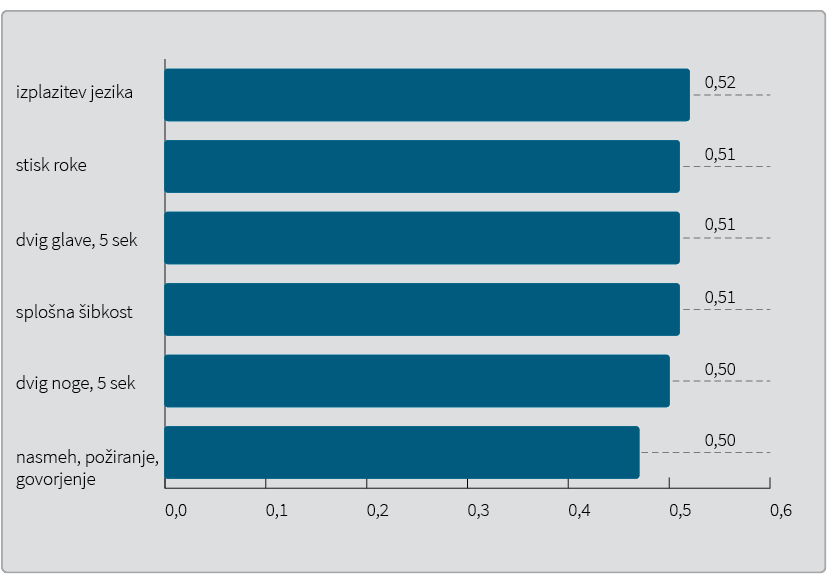 izplazitev jezika
0,52
stisk roke
0,51
dvig glave, 5 sek
0,51
splošna šibkost
0,51
dvig noge, 5 sek
0,50
nasmeh, požiranje,
govorjenje
0,50
0,0 0,1 0,2 0,3 0,4 0,5 0,6